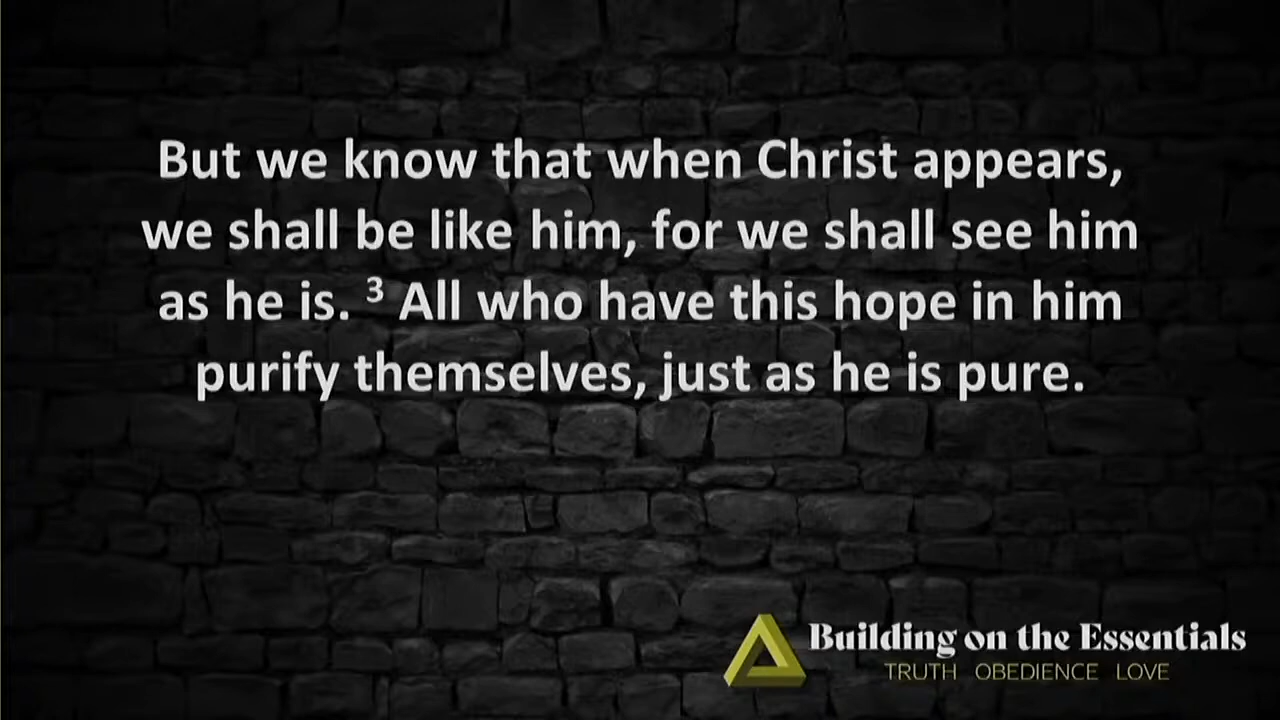 But we know that when Christ appears,
we shall be like him, for we shall see him
as he is. ³ All who have this hope in him
purify themselves, just as he is pure.
Building on the Essentials
TRUTH OBEDIENCE LOVE